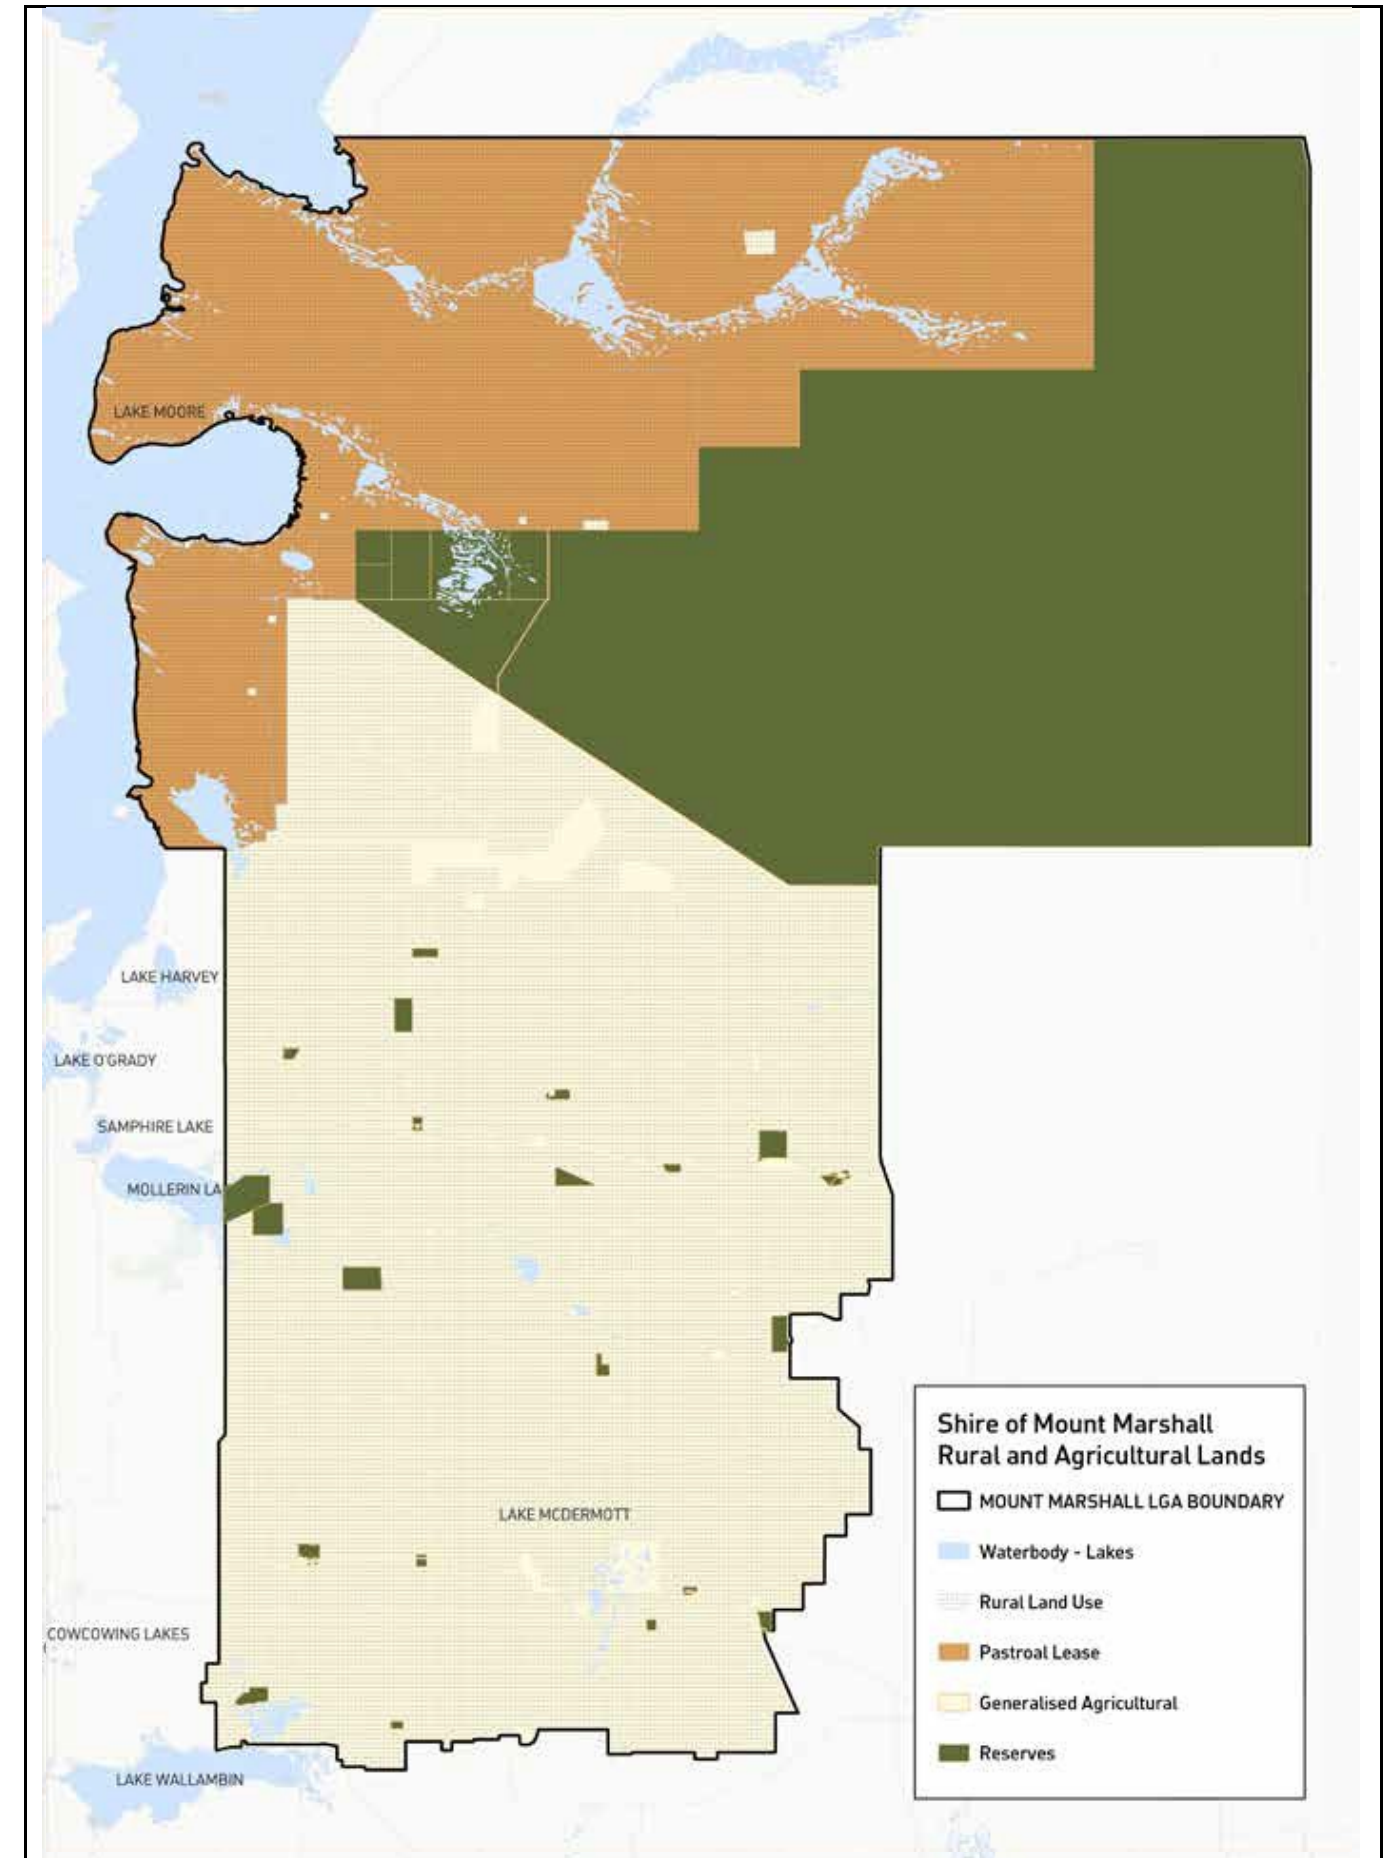 LAKE MOORE
LAKE HARVEY
LAKE O'GRADY
SAMPHIRE LAKE
MOLLERIN LA
LAKE MCDERMOTT
COWCOWING LAKES
LAKE WALLAMBIN
Shire of Mount Marshall
Rural and Agricultural Lands
MOUNT MARSHALL LGA BOUNDARY
Waterbody - Lakes
Rural Land Use
Pastroal Lease
Generalised Agricultural
Reserves